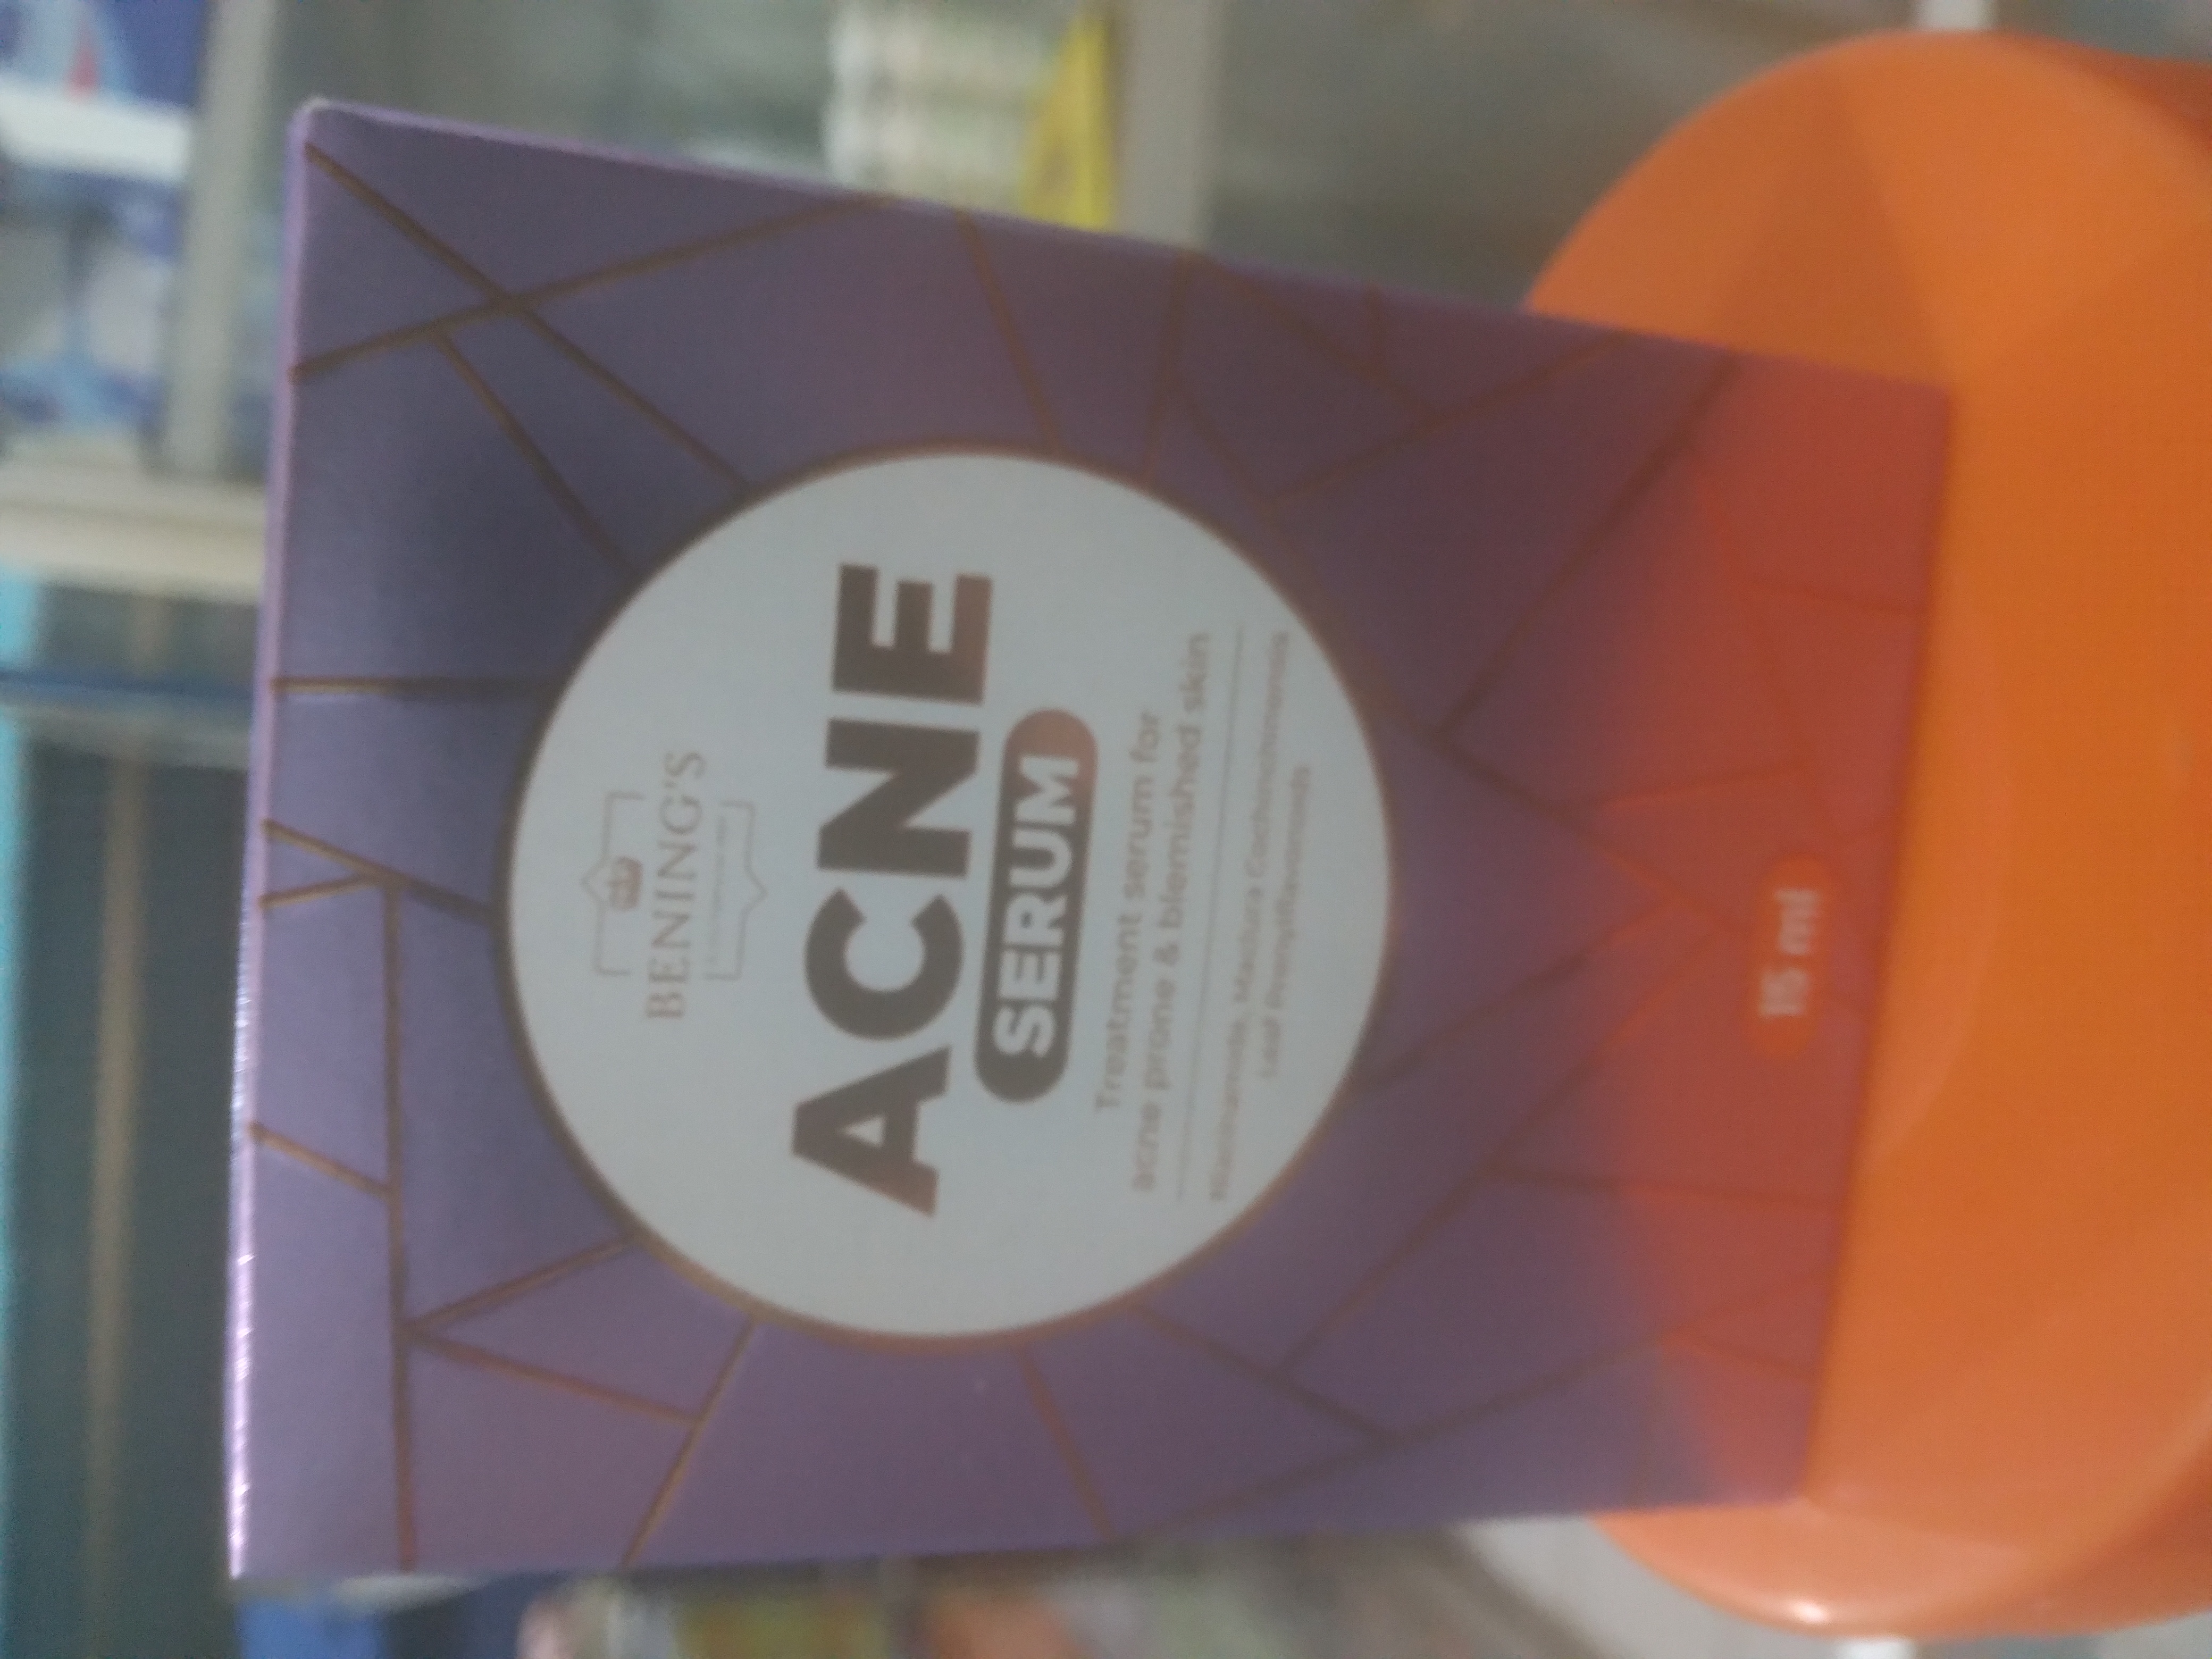 BENING'S
ACNE
SERUM
Treatment serum for
acne prone & blemished skin
Niacinamide, Maclura Cochinchinensis
Leaf Prenylflavonoids
15 ml